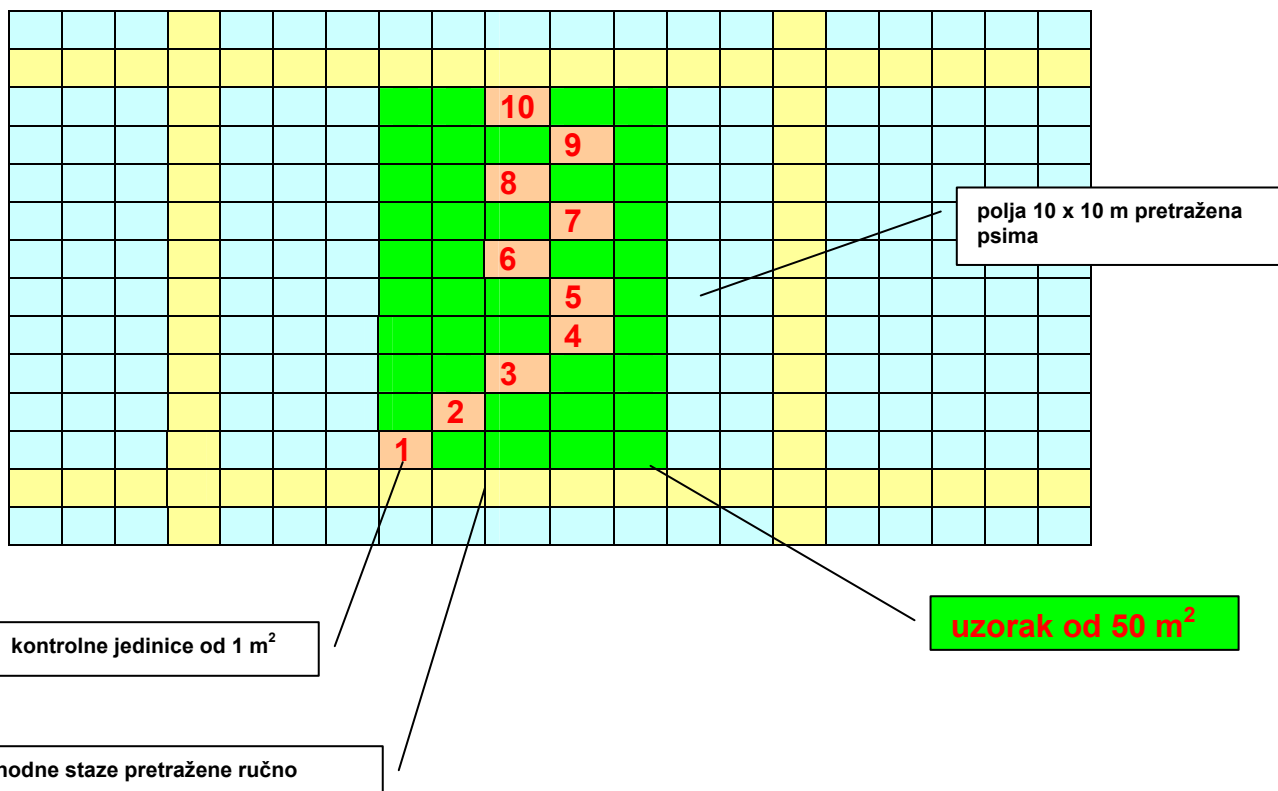 10
9
8
7
polja 10 x 10 m pretražena
psima
6
5
4
3
2
1
uzorak od 50 m²
kontrolne jedinice od 1 m²
hodne staze pretražene ručno